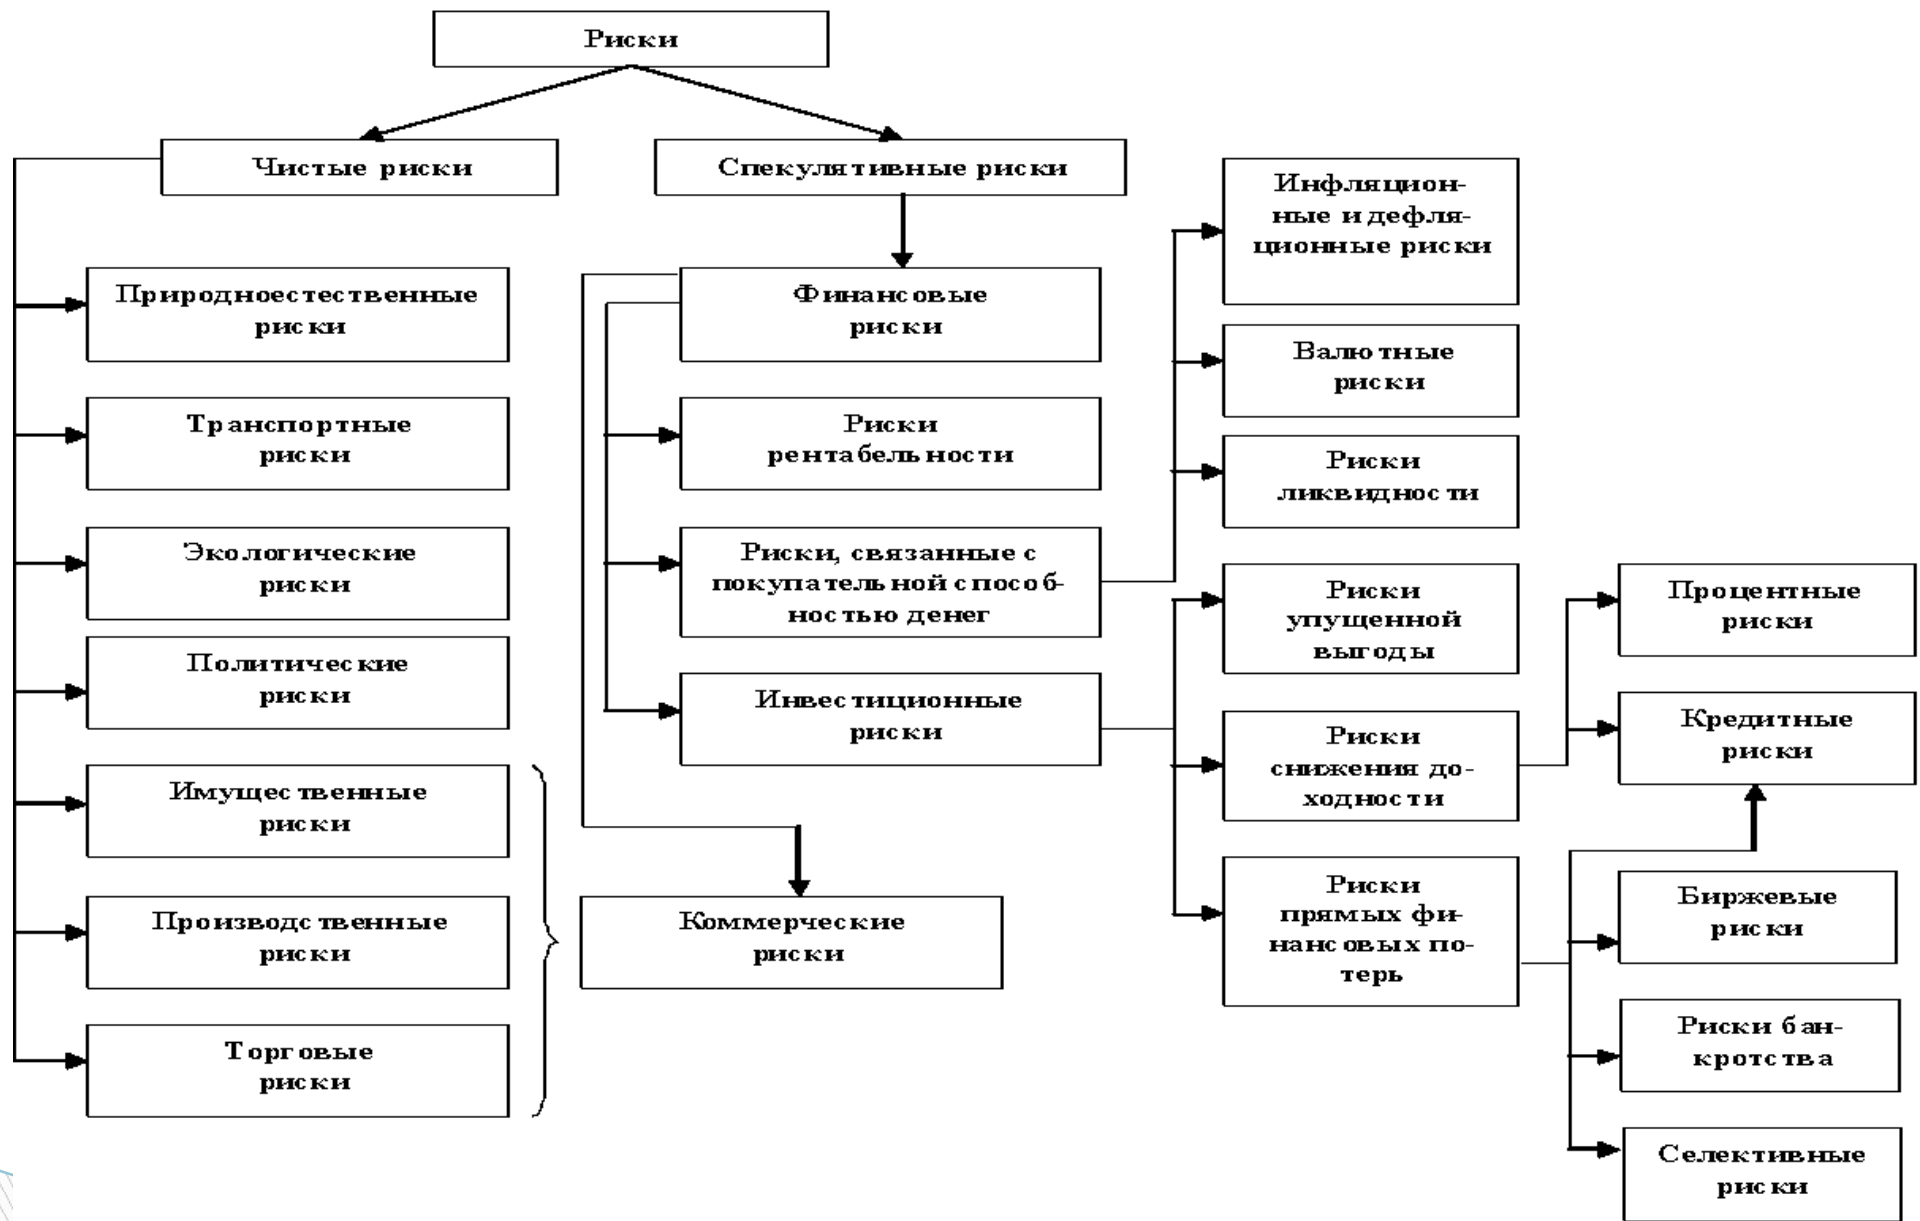 Риски
Чистые риски
Спекулятивные риски
Природноестественные
риски
Транспортные
риски
Экологические
риски
Политические
риски
Имущественные
риски
Производственные
риски
Торговые
риски
Финансовые
риски
Риски
рентабельности
Риски, связанные с
покупательной способ-
ностью денег
Инвестиционные
риски
Коммерческие
риски
Инфляцион-
ные и дефля-
ционные риски
Валютные
риски
Риски
ликвидности
Риски
упущенной
выгоды
Риски
снижения до-
ходности
Риски
прямых фи-
нансовых по-
терь
Процентные
риски
Кредитные
риски
Биржевые
риски
Риски бан-
кротства
Селективные
риски